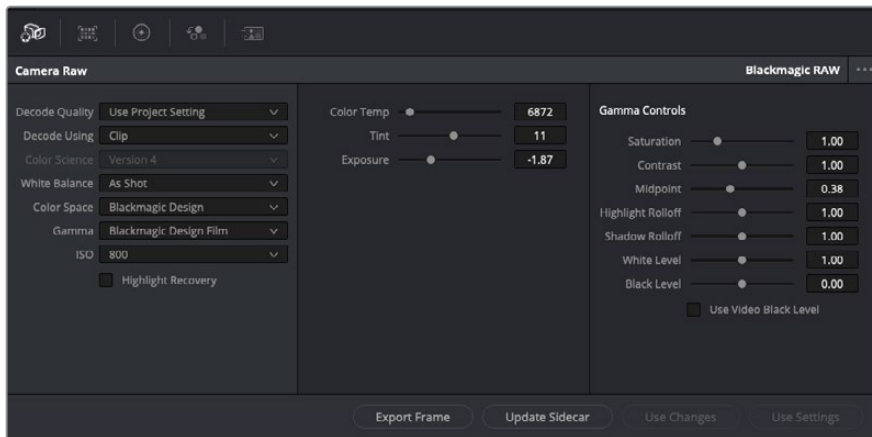 Camera Raw
Blackmagic RAW
Decode Quality Use Project Setting
Decode Using Clip
Color Science Version 4
White Balance As Shot
Color Space Blackmagic Design
Gamma Blackmagic Design Film
ISO 800
Highlight Recovery
Color Temp 6872
Tint 11
Exposure -1.87
Gamma Controls
Saturation 1.00
Contrast 1.00
Midpoint 0.38
Highlight Rolloff 1.00
Shadow Rolloff 1.00
White Level 1.00
Black Level 0.00
Use Video Black Level
Export Frame
Update Sidecar
Use Changes
Use Settings